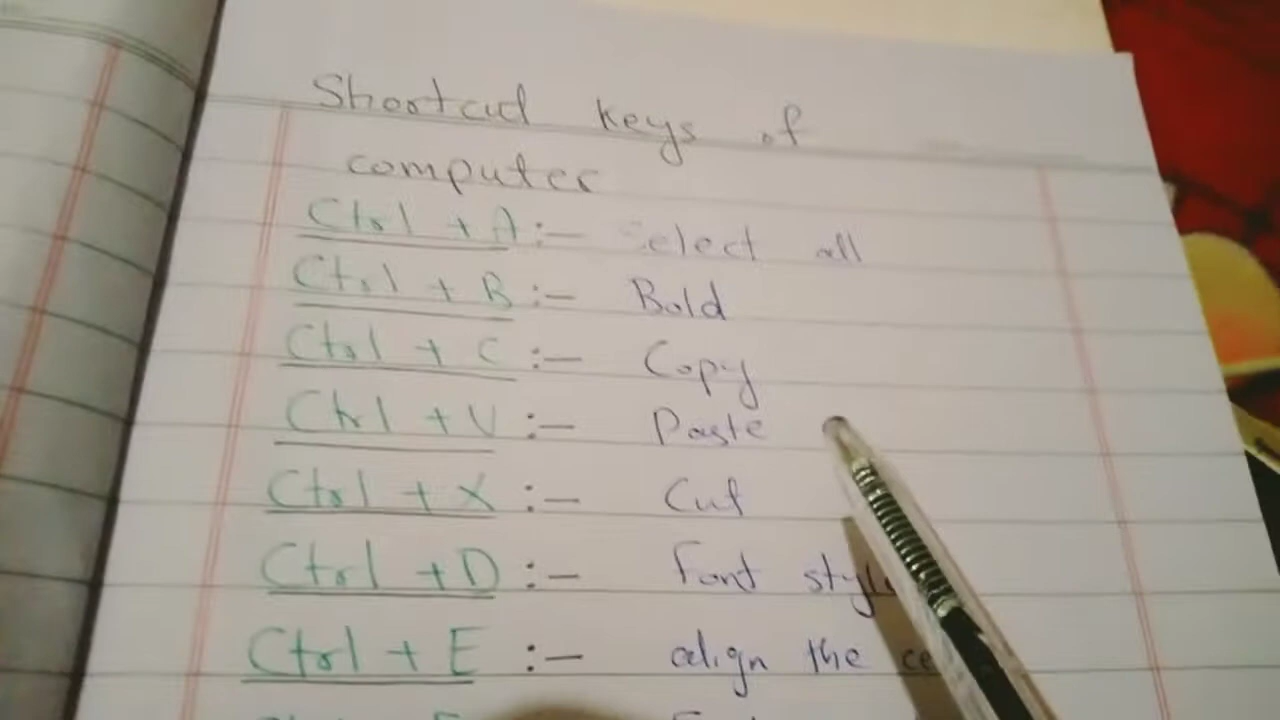 Shortcut keys of
computer
Ctrl + A :- Select all
Ctrl + B :- Bold
Ctrl + C :- Copy
Ctrl + V :- Paste
Ctrl + X :- Cut
Ctrl + D :- Font style
Ctrl + E :- align the